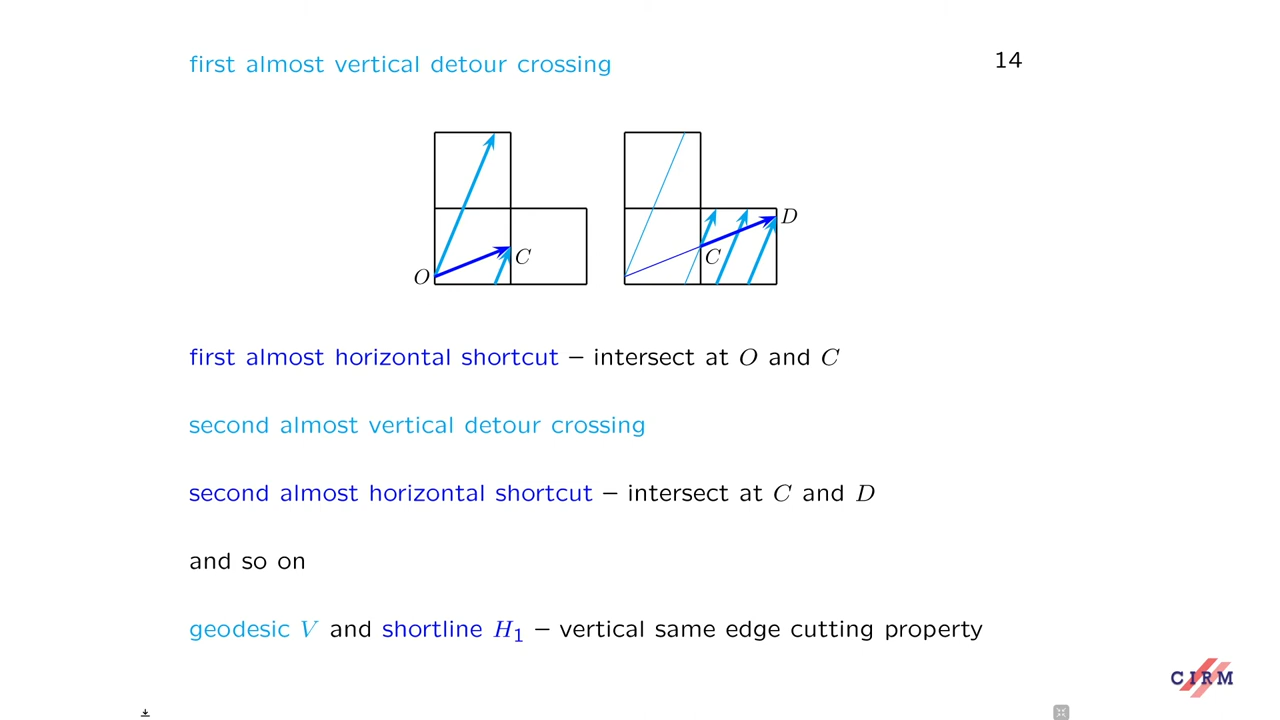 first almost vertical detour crossing
14
O
C
C
D
first almost horizontal shortcut – intersect at O and C
second almost vertical detour crossing
second almost horizontal shortcut – intersect at C and D
and so on
geodesic V and shortline H₁ – vertical same edge cutting property
CIRM